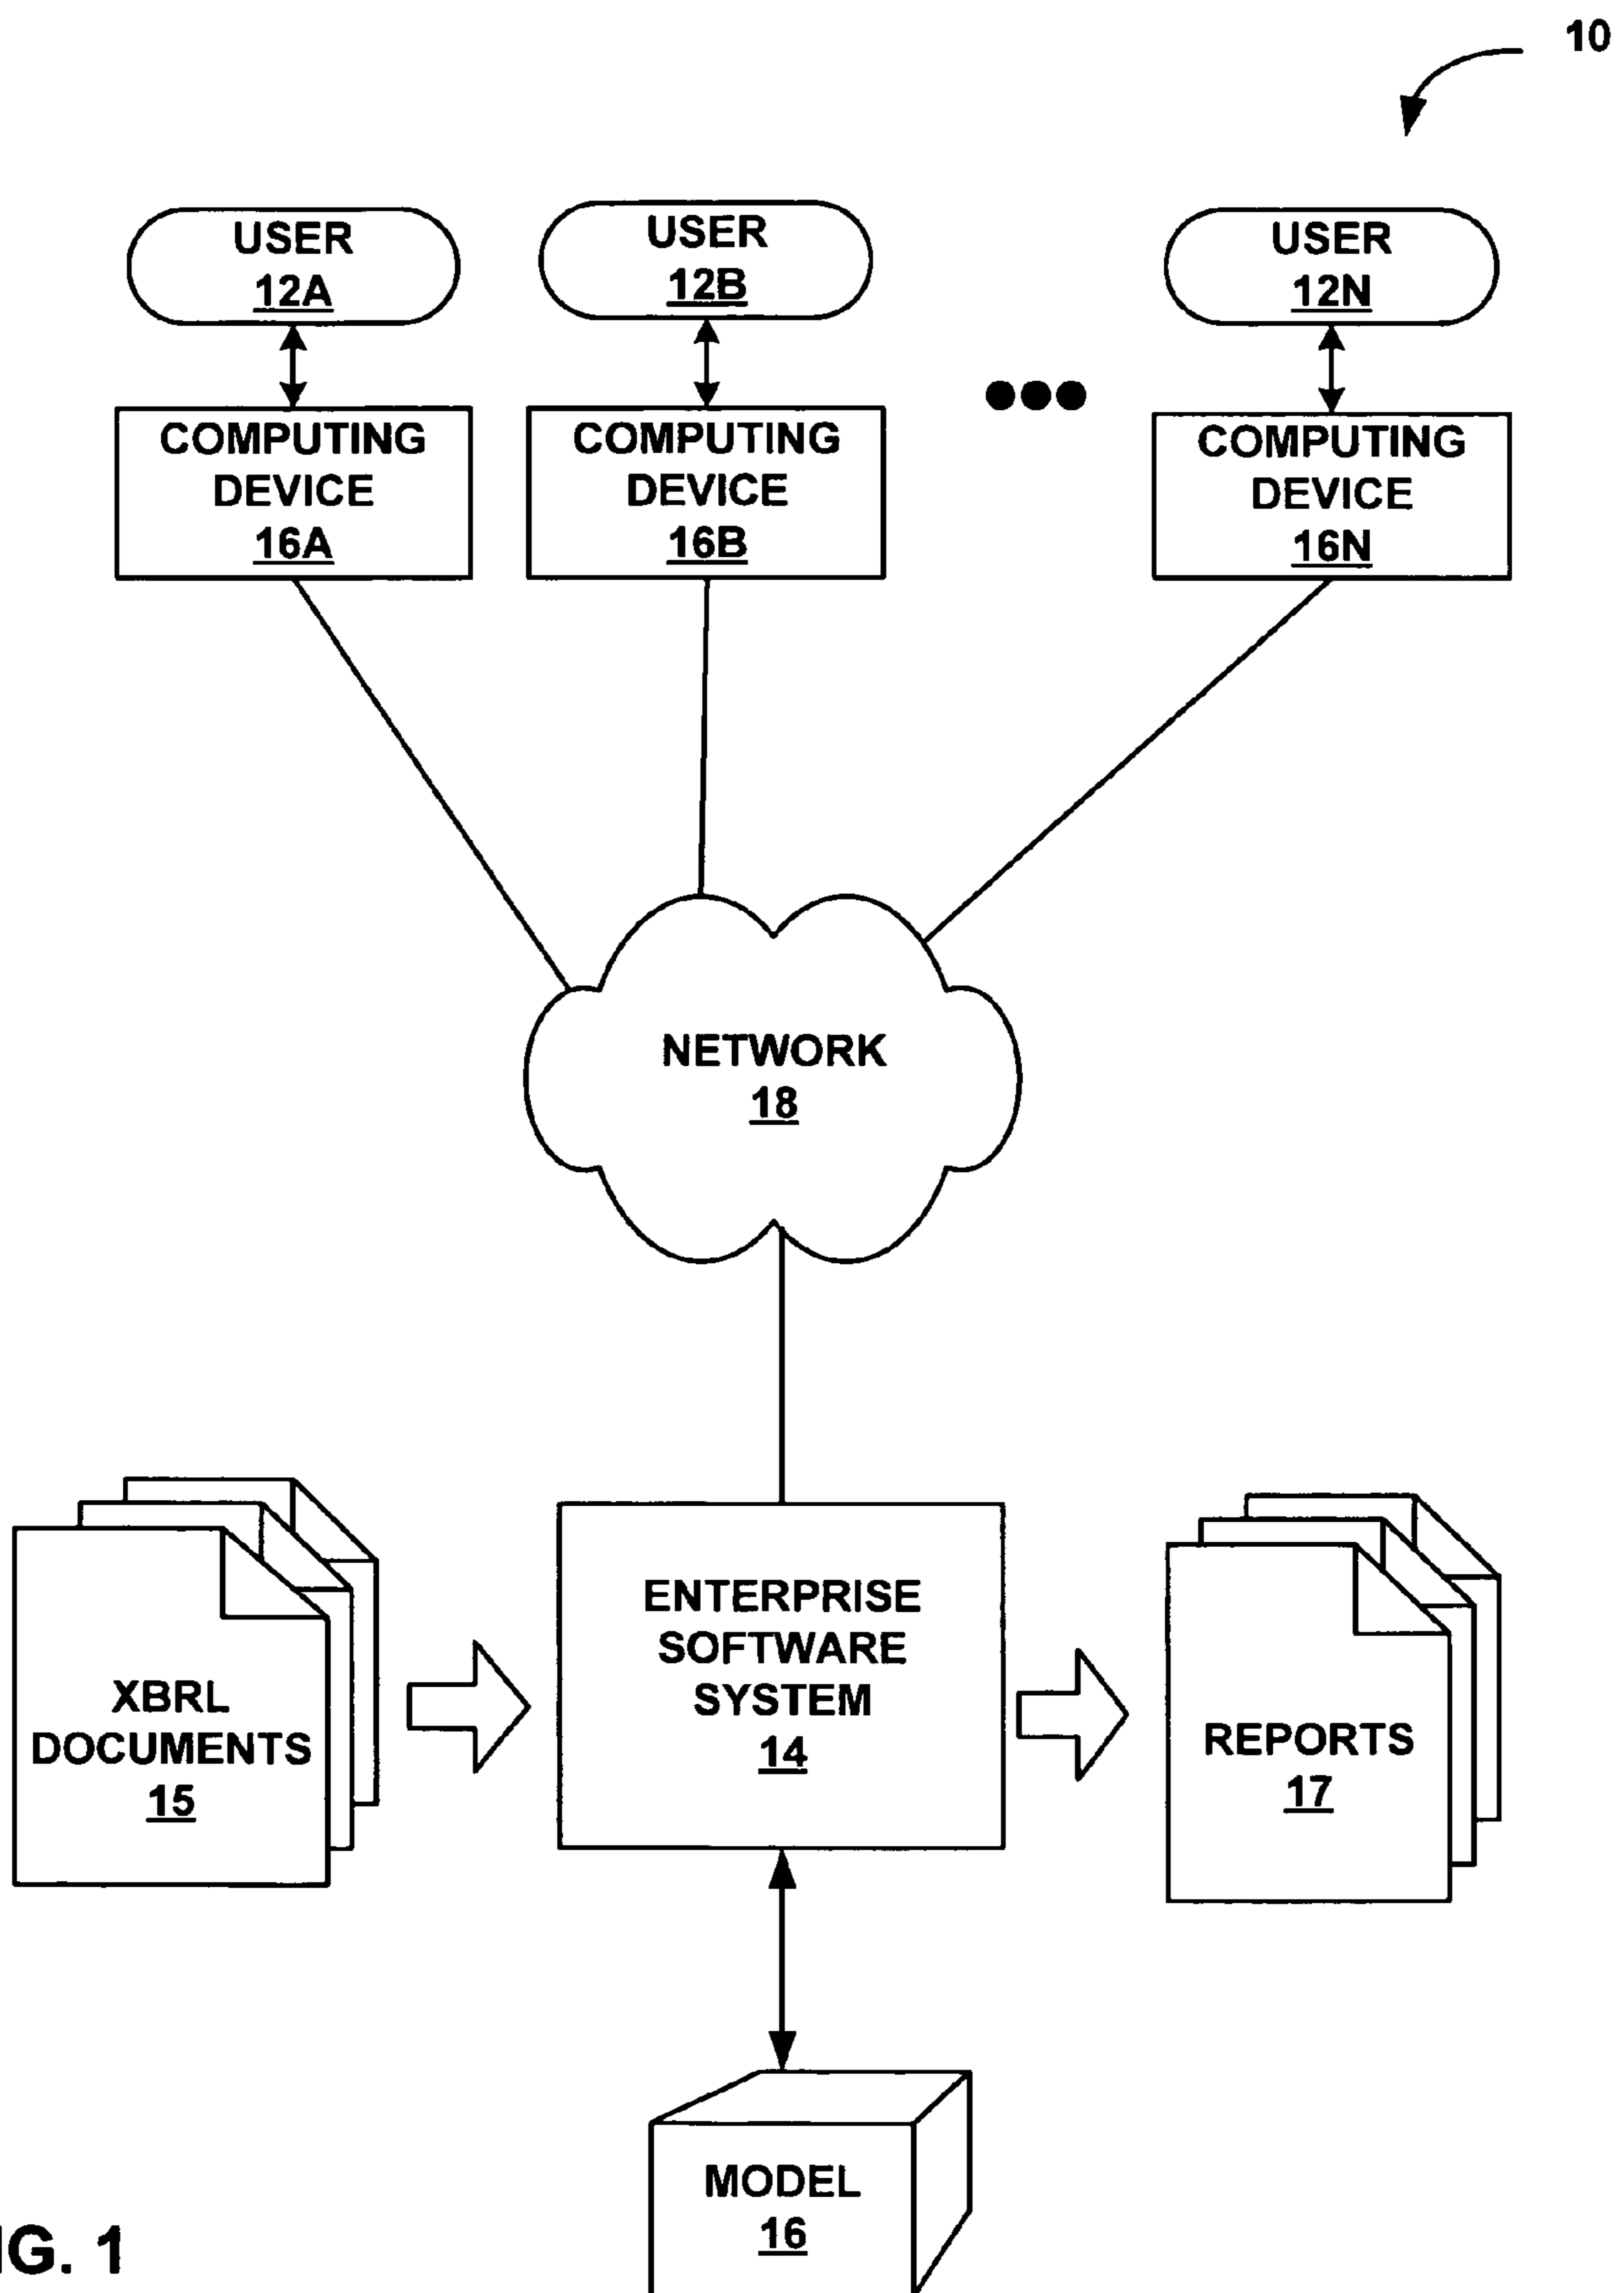 10
USER
12A
USER
12B
USER
12N
COMPUTING
DEVICE
16A
COMPUTING
DEVICE
16B
COMPUTING
DEVICE
16N
NETWORK
18
XBRL
DOCUMENTS
15
ENTERPRISE
SOFTWARE
SYSTEM
14
REPORTS
17
MODEL
16
IG. 1